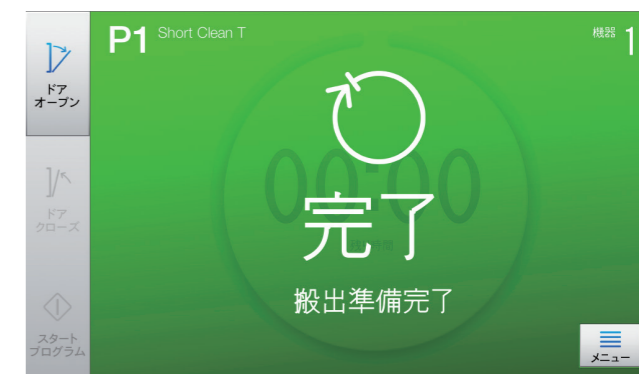 P1 Short Clean T
機器 1
ドア
オープン
ドア
クローズ
スタート
プログラム
00:00
完了
搬出準備完了
メニュー